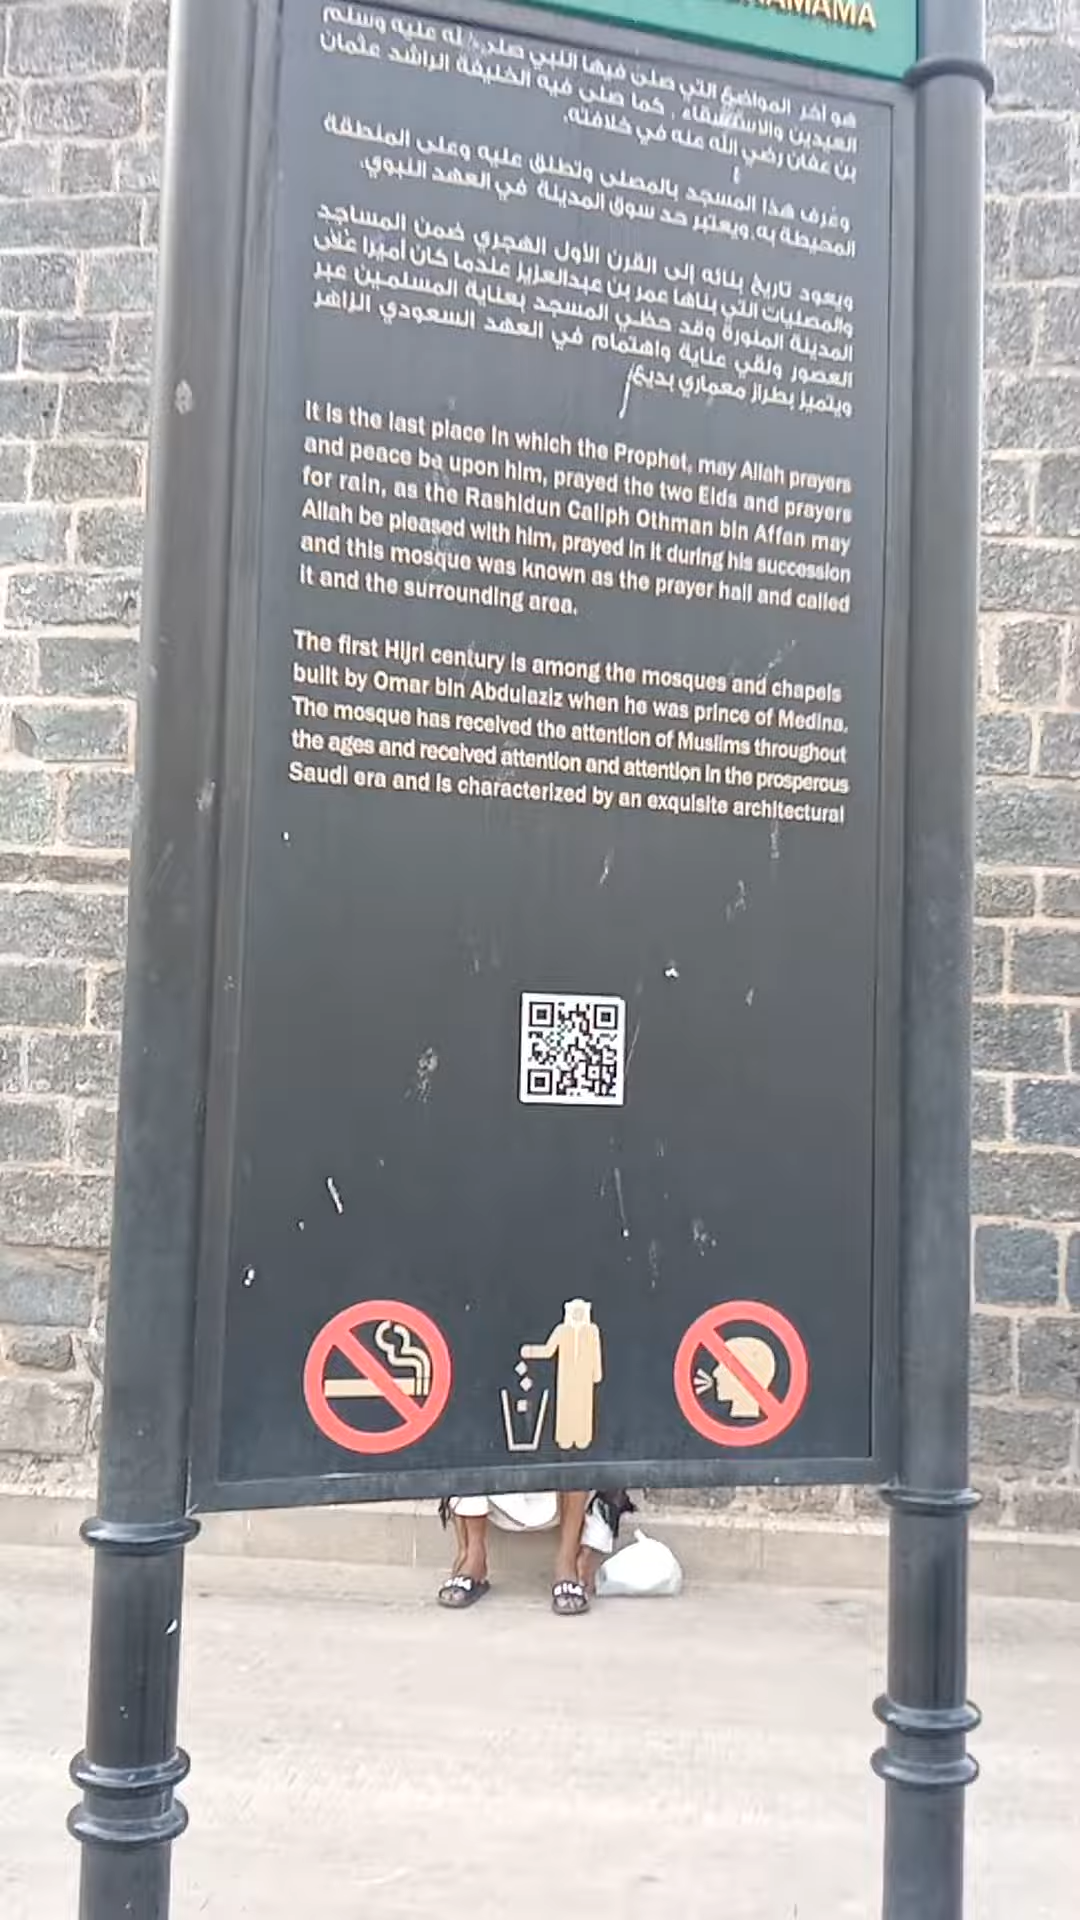 هو آخر المواضع التي صلى فيها النبي صلى الله عليه وسلم
العيدين والاستسقاء , كما صلى فيه الخليفة الراشد عثمان
بن عفان رضي الله عنه في خلافته.
وعُرف هذا المسجد بالمصلى وتطلق عليه وعلى المنطقة
المحيطة به، ويعتبر حد سوق المدينة في العهد النبوي.
ويعود تاريخ بنائه إلى القرن الأول الهجري ضمن المساجد
والمصليات التي بناها عمر بن عبدالعزيز عندما كان أميرا على
المدينة المنورة وقد حظي المسجد بعناية المسلمين عبر
العصور ولقي عناية واهتمام في العهد السعودي الزاهر
ويتميز بطراز معماري بديع
It is the last place in which the Prophet, may Allah prayers
and peace be upon him, prayed the two Eids and prayers
for rain, as the Rashidun Caliph Othman bin Affan may
Allah be pleased with him, prayed in it during his succession
and this mosque was known as the prayer hall and called
it and the surrounding area.
The first Hijri century is among the mosques and chapels
built by Omar bin Abdulaziz when he was prince of Medina.
The mosque has received the attention of Muslims throughout
the ages and received attention and attention in the prosperous
Saudi era and is characterized by an exquisite architectural